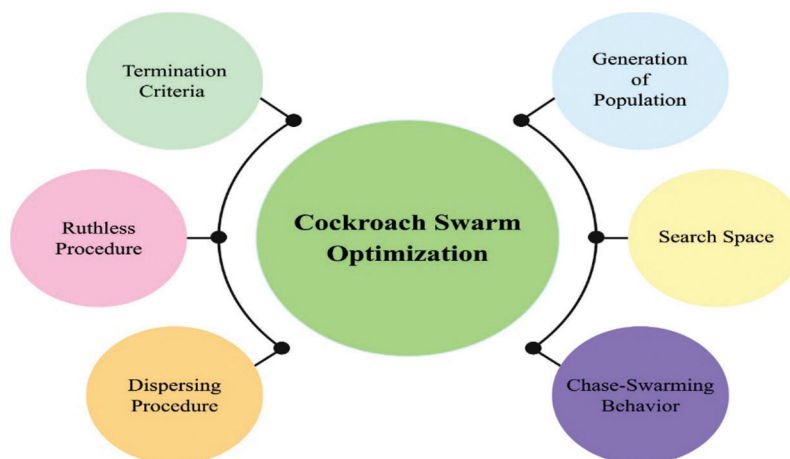 Termination
Criteria
Generation
of
Population
Ruthless
Procedure
Cockroach Swarm
Optimization
Search Space
Dispersing
Procedure
Chase-Swarming
Behavior